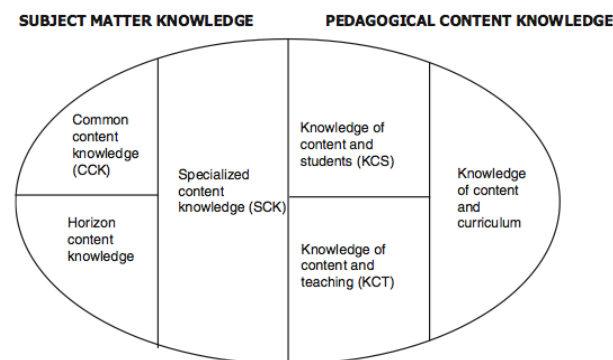 SUBJECT MATTER KNOWLEDGE
PEDAGOGICAL CONTENT KNOWLEDGE
Common
content
knowledge
(CCK)
Horizon
content
knowledge
Specialized
content
knowledge (SCK)
Knowledge of
content and
students (KCS)
Knowledge of
content and
teaching (KCT)
Knowledge
of content
and
curriculum